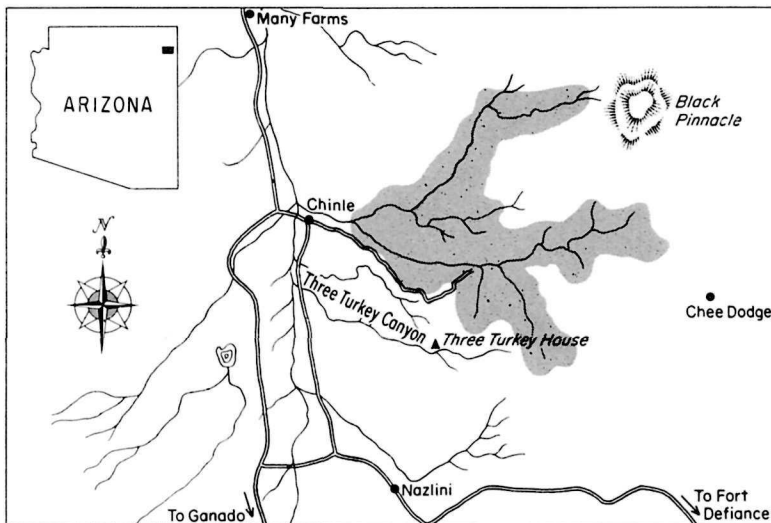 Many Farms
ARIZONA
Black
Pinnacle
N
Chinle
Three Turkey Canyon
Three Turkey House
Chee Dodge
Nazlini
To Ganado
To Fort
Defiance